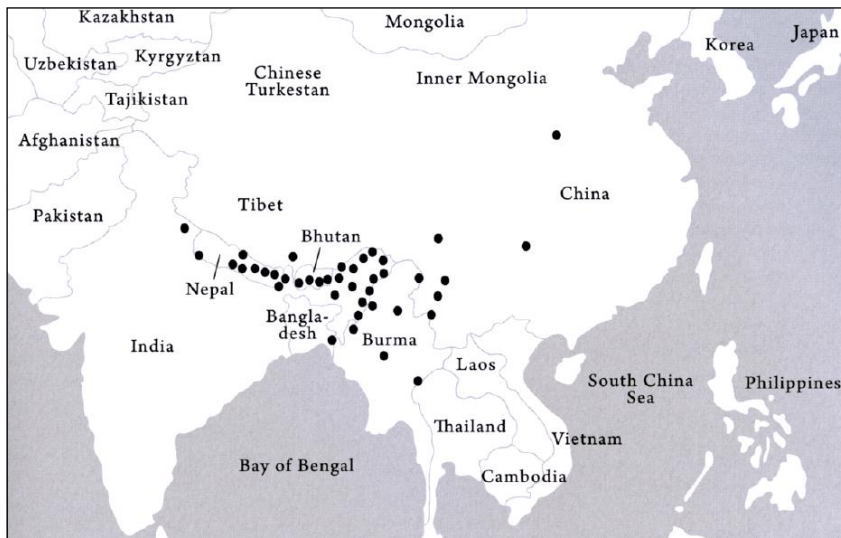 Kazakhstan
Mongolia
Japan
Korea
Uzbekistan
Kyrgyztan
Chinese
Turkestan
Inner Mongolia
Tajikistan
Afghanistan
China
Pakistan
Tibet
Bhutan
Nepal
Bangla-
desh
Burma
India
Laos
South China
Sea
Philippines
Thailand
Vietnam
Bay of Bengal
Cambodia